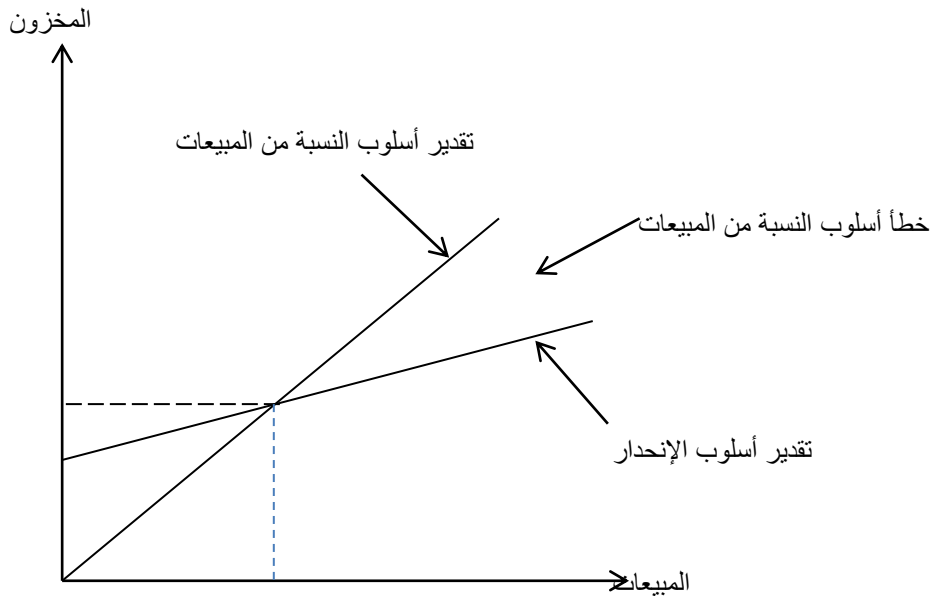 المخزون
تقدير أسلوب النسبة من المبيعات
خطأ أسلوب النسبة من المبيعات
تقدير أسلوب الإنحدار
المبيعات